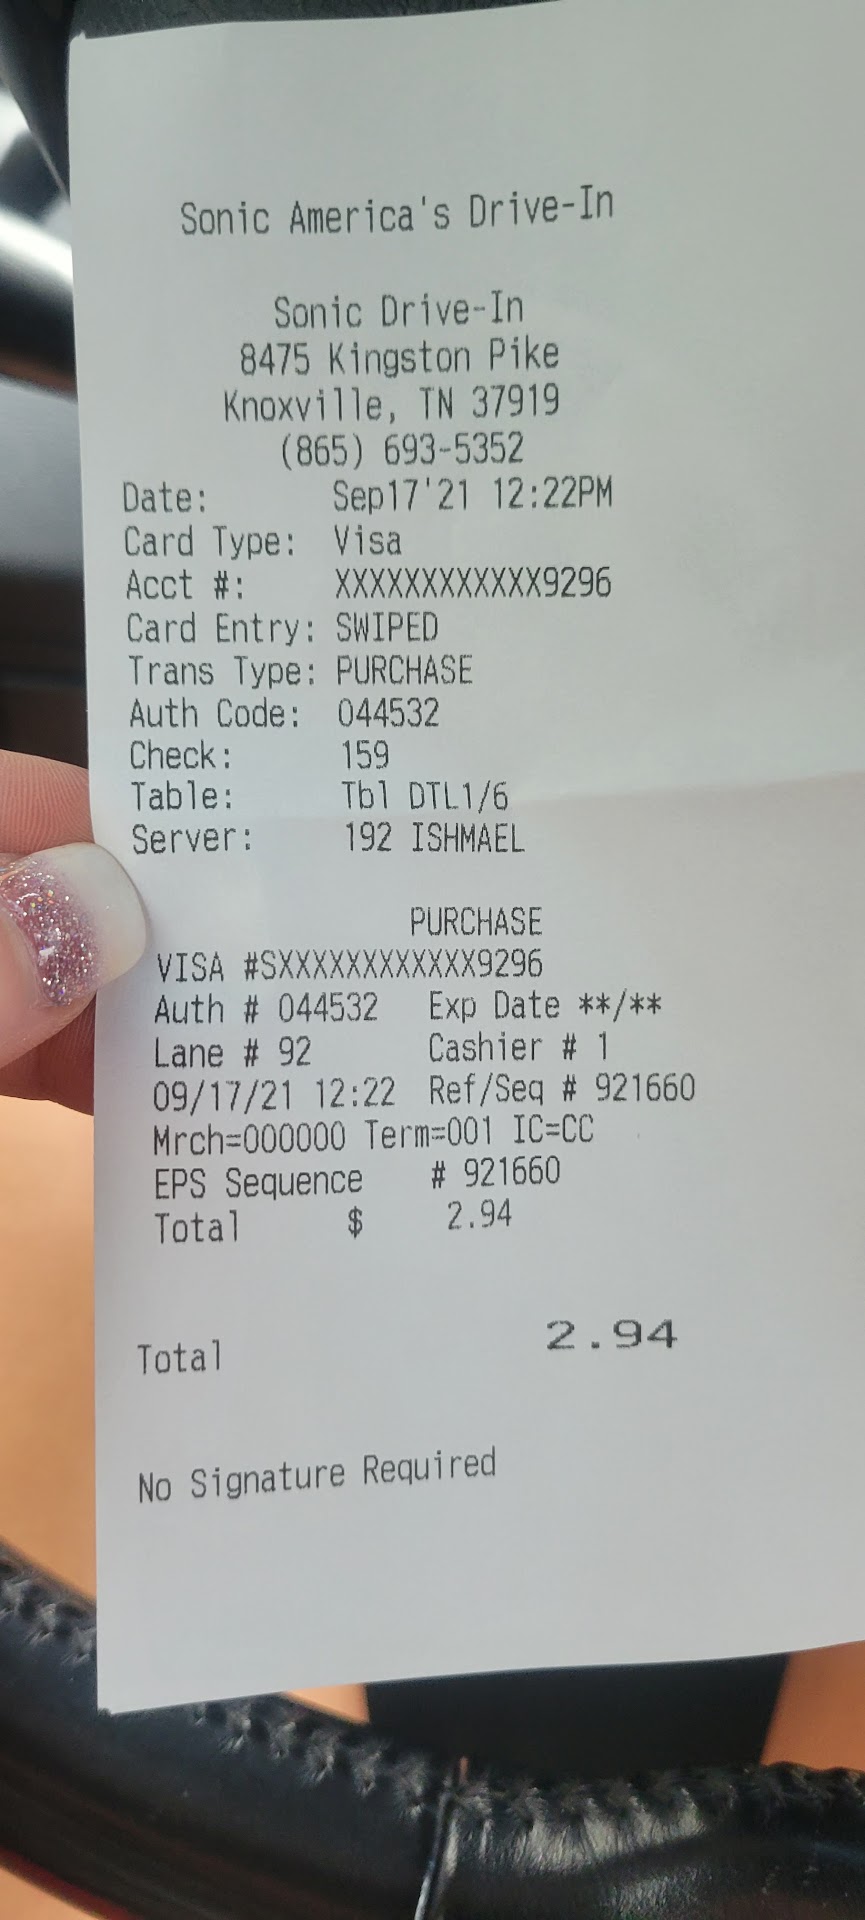 Sonic America's Drive-In
Sonic Drive-In
8475 Kingston Pike
Knoxville, TN 37919
(865) 693-5352
Date: Sep17'21 12:22PM
Card Type: Visa
Acct #: XXXXXXXXXXXX9296
Card Entry: SWIPED
Trans Type: PURCHASE
Auth Code: 044532
Check: 159
Table: Tbl DTL1/6
Server: 192 ISHMAEL
PURCHASE
VISA #SXXXXXXXXXXXX9296
Auth # 044532 Exp Date **/**
Lane # 92 Cashier # 1
09/17/21 12:22 Ref/Seq # 921660
Mrch=000000 Term=001 IC=CC
EPS Sequence # 921660
Total $ 2.94
Total 2.94
No Signature Required